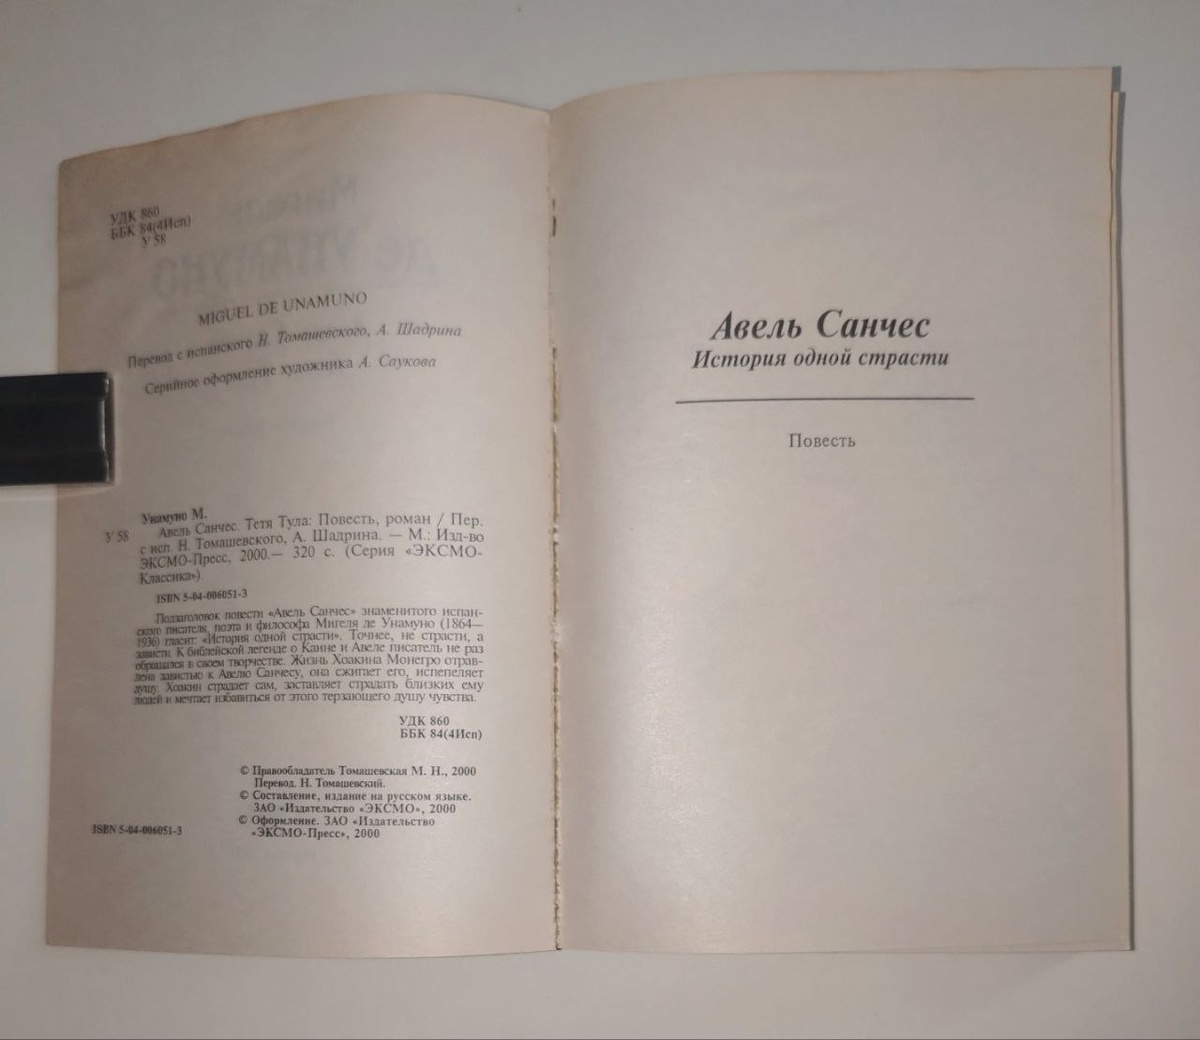 УДК 860
ББК 84(4Исп)
У 58
MIGUEL DE UNAMUNO
Перевод с испанского Н. Томашевского, А. Шадрина
Серийное оформление художника А. Саукова
Унамуно М.
У 58 Авель Санчес. Тетя Тула: Повесть, роман / Пер.
с исп. Н. Томашевского, А. Шадрина. — М.: Изд-во
ЭКСМО-Пресс, 2000.— 320 с. (Серия «ЭКСМО-
Классика»)
ISBN 5-04-006051-3
Подзаголовок повести «Авель Санчес» знаменитого испан-
ского писателя, поэта и философа Мигеля де Унамуно (1864—
1936) гласит: «История одной страсти». Точнее, не страсти, а
зависти. К библейской легенде о Каине и Авеле писатель не раз
обращался в своем творчестве. Жизнь Хоакина Монегро отрав-
лена завистью к Авелю Санчесу, она сжигает его, испепеляет
душу. Хоакин страдает сам, заставляет страдать близких ему
людей и мечтает избавиться от этого терзающего душу чувства.
УДК 860
ББК 84(4Исп)
© Правообладатель Томашевская М. Н., 2000
Перевод. Н. Томашевский.
© Составление, издание на русском языке.
ЗАО «Издательство «ЭКСМО», 2000
© Оформление. ЗАО «Издательство
«ЭКСМО-Пресс», 2000
ISBN 5-04-006051-3
Авель Санчес
История одной страсти
Повесть